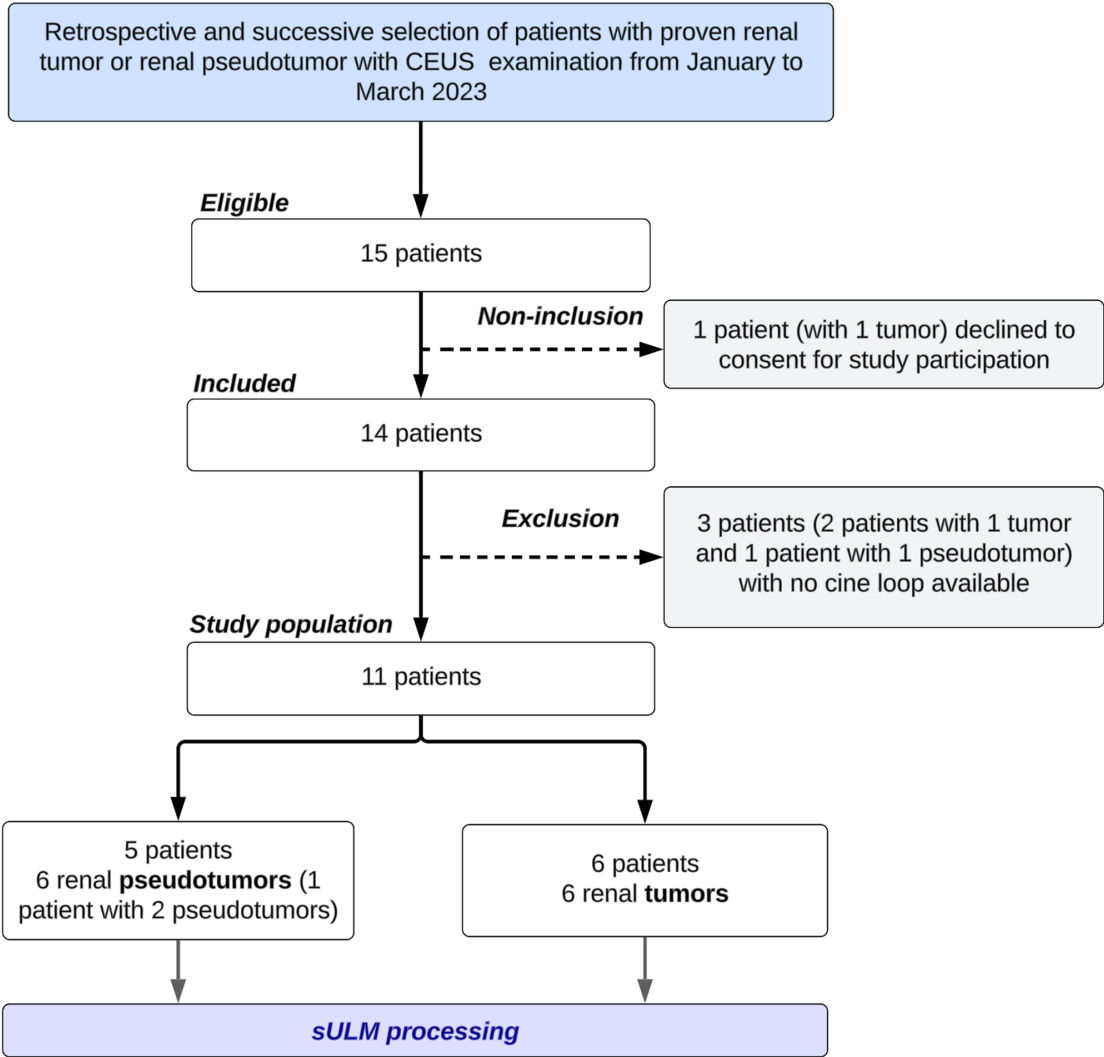 Retrospective and successive selection of patients with proven renal
tumor or renal pseudotumor with CEUS examination from January to
March 2023
Eligible
15 patients
Non-inclusion
1 patient (with 1 tumor) declined to
consent for study participation
Included
14 patients
Exclusion
3 patients (2 patients with 1 tumor
and 1 patient with 1 pseudotumor)
with no cine loop available
Study population
11 patients
5 patients
6 renal pseudotumors (1
patient with 2 pseudotumors)
6 patients
6 renal tumors
sULM processing